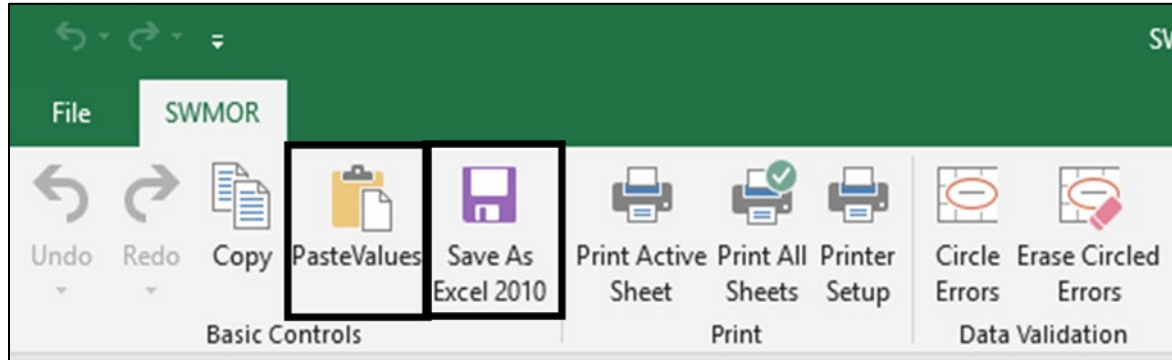 SW
File SWMOR
Undo Redo Copy PasteValues Save As Print Active Print All Printer Circle Erase Circled
Excel 2010 Sheet Sheets Setup Errors Errors
Basic Controls Print Data Validation